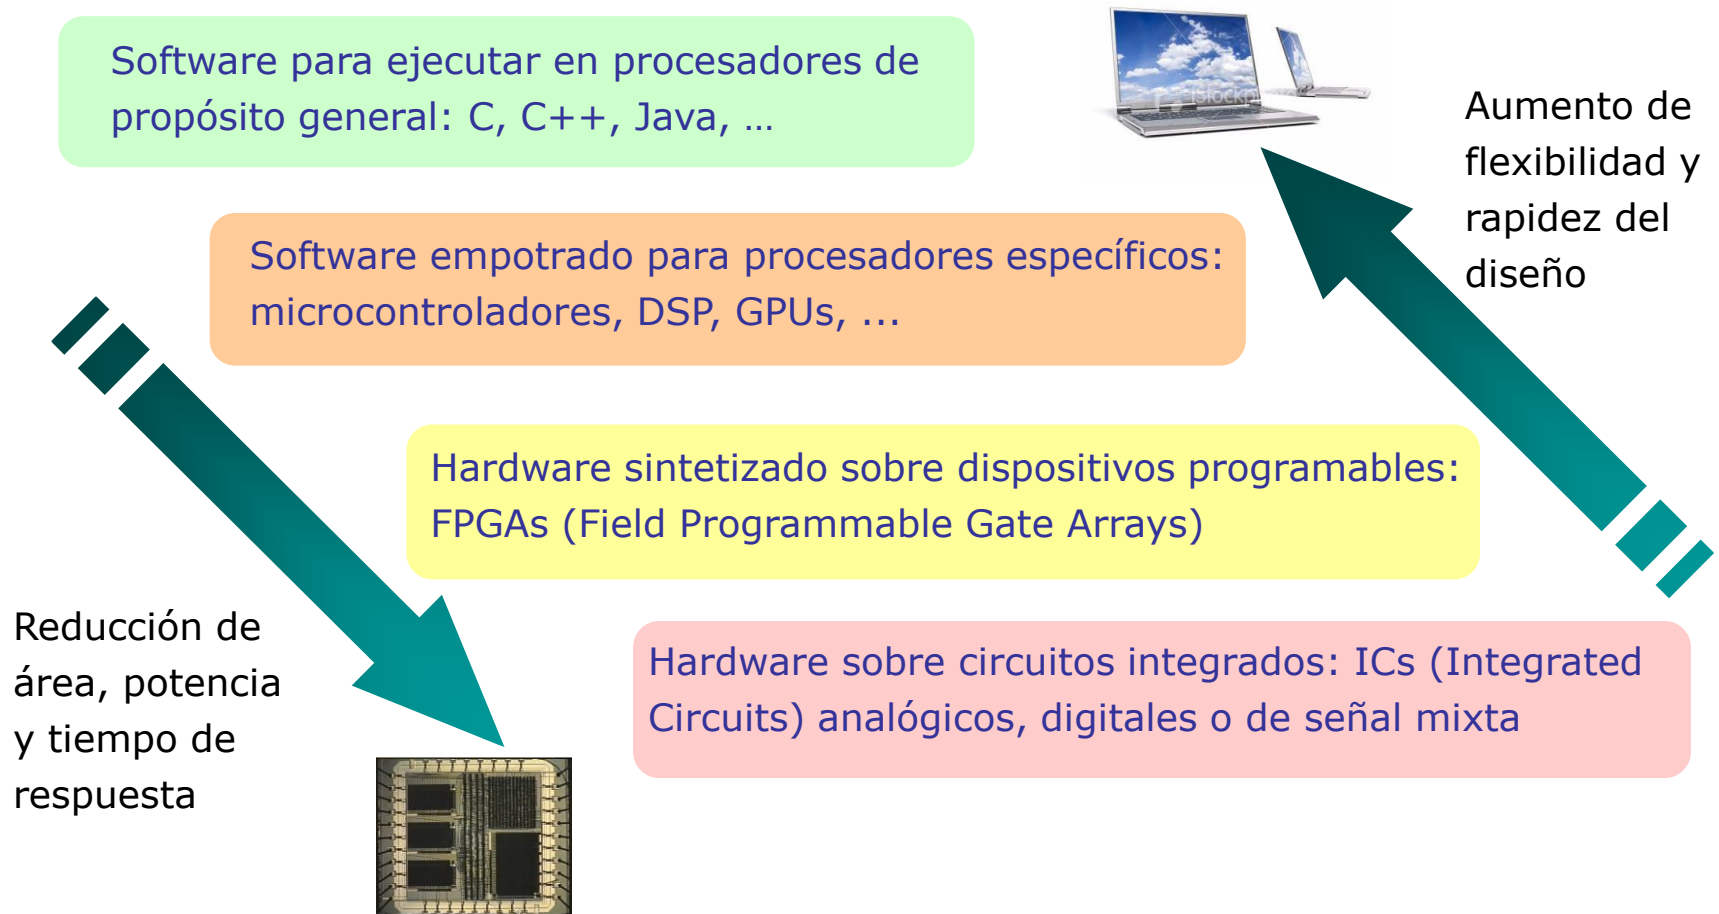 Software para ejecutar en procesadores de
propósito general: C, C++, Java, …
Aumento de
flexibilidad y
rapidez del
diseño
Software empotrado para procesadores específicos:
microcontroladores, DSP, GPUs, ...
Hardware sintetizado sobre dispositivos programables:
FPGAs (Field Programmable Gate Arrays)
Reducción de
área, potencia
y tiempo de
respuesta
Hardware sobre circuitos integrados: ICs (Integrated
Circuits) analógicos, digitales o de señal mixta